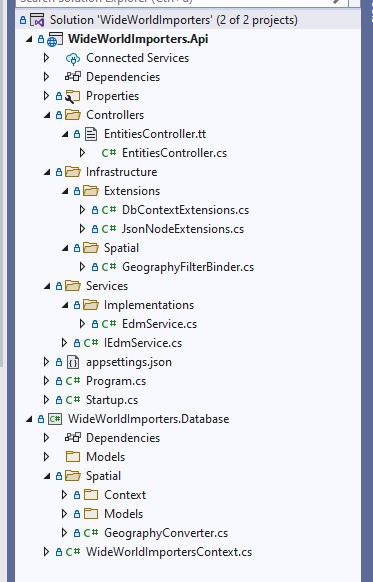 Search Solution Explorer (Ctrl+ü)
Solution 'WideWorldImporters' (2 of 2 projects)
WideWorldImporters.Api
Connected Services
Dependencies
Properties
Controllers
EntitiesController.tt
C# EntitiesController.cs
Infrastructure
Extensions
C# DbContextExtensions.cs
C# JsonNodeExtensions.cs
Spatial
C# GeographyFilterBinder.cs
Services
Implementations
C# EdmService.cs
C# IEdmService.cs
appsettings.json
C# Program.cs
C# Startup.cs
C# WideWorldImporters.Database
Dependencies
Models
Spatial
Context
Models
C# GeographyConverter.cs
C# WideWorldImportersContext.cs